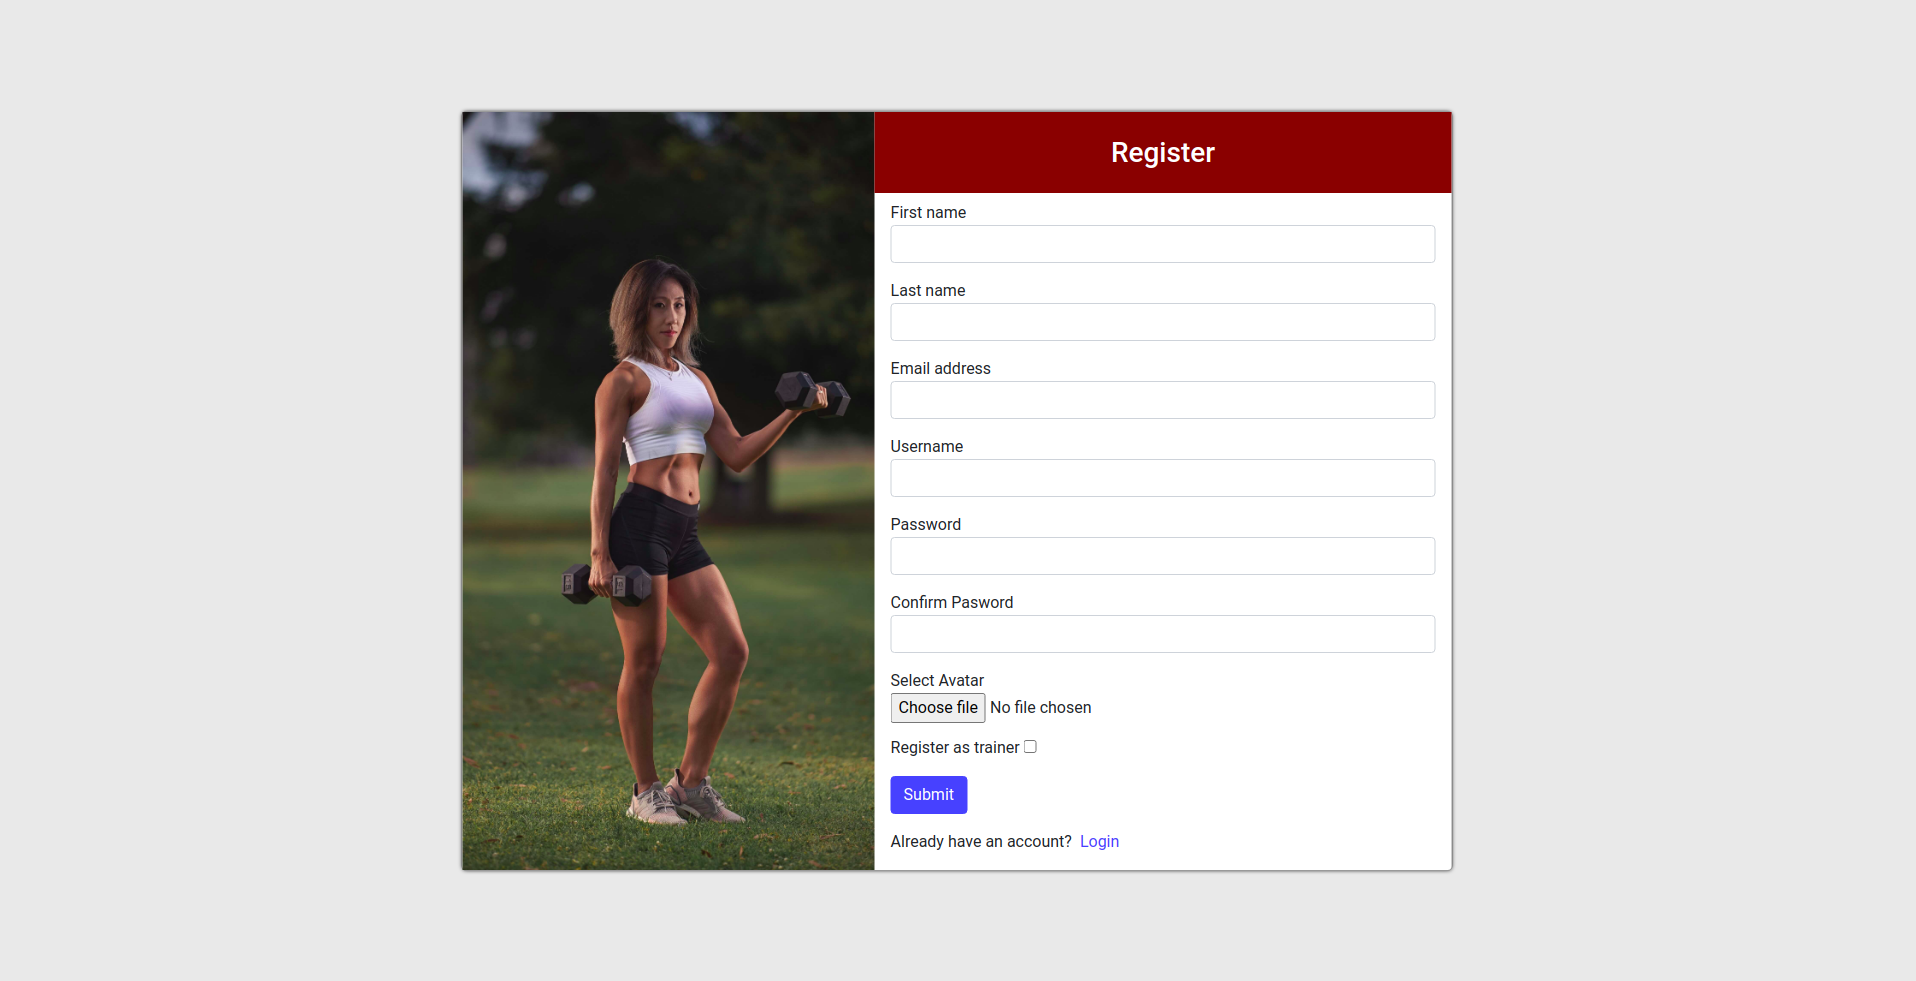 Register
First name
Last name
Email address
Username
Password
Confirm Pasword
Select Avatar
Choose file No file chosen
Register as trainer
Submit
Already have an account? Login